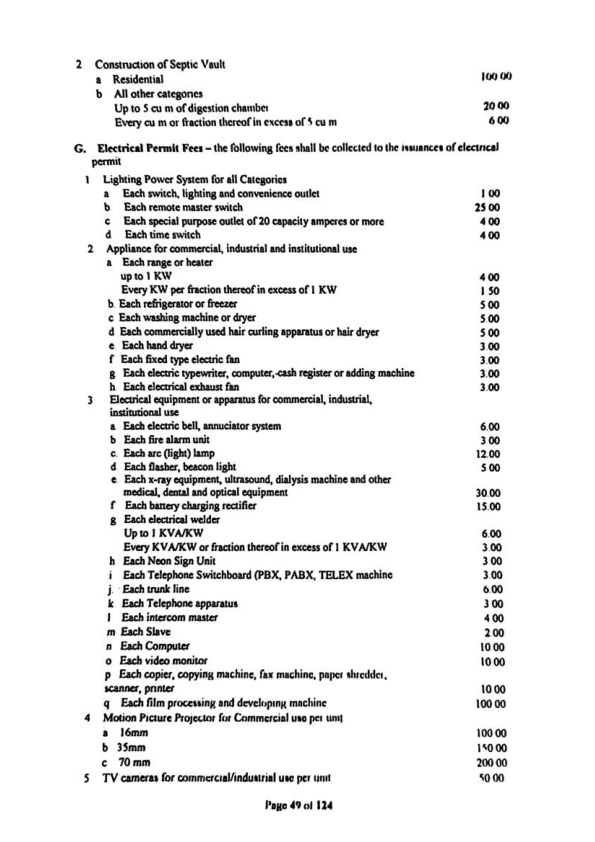 2 Construction of Septic Vault
a Residential 100 00
b All other categories
Up to 5 cu m of digestion chamber 20 00
Every cu m or fraction thereof in excess of 5 cu m 6 00
G. Electrical Permit Fees – the following fees shall be collected to the issuances of electrical
permit
1 Lighting Power System for all Categories
a Each switch, lighting and convenience outlet 1 00
b Each remote master switch 25 00
c Each special purpose outlet of 20 capacity amperes or more 4 00
d Each time switch 4 00
2 Appliance for commercial, industrial and institutional use
a Each range or heater
up to 1 KW 4 00
Every KW per fraction thereof in excess of 1 KW 1 50
b. Each refrigerator or freezer 5 00
c Each washing machine or dryer 5.00
d Each commercially used hair curling apparatus or hair dryer 5 00
e Each hand dryer 3 00
f Each fixed type electric fan 3.00
g Each electric typewriter, computer, cash register or adding machine 3.00
h Each electrical exhaust fan 3.00
3 Electrical equipment or apparatus for commercial, industrial,
institutional use
a Each electric bell, annuciator system 6.00
b Each fire alarm unit 3 00
c. Each arc (light) lamp 12.00
d Each flasher, beacon light 5 00
e Each x-ray equipment, ultrasound, dialysis machine and other
medical, dental and optical equipment 30.00
f Each battery charging rectifier 15.00
g Each electrical welder
Up to 1 KVA/KW 6.00
Every KVA/KW or fraction thereof in excess of 1 KVA/KW 3.00
h Each Neon Sign Unit 3 00
i Each Telephone Switchboard (PBX, PABX, TELEX machine 3.00
j. Each trunk line 6.00
k Each Telephone apparatus 3 00
l Each intercom master 4 00
m Each Slave 2 00
n Each Computer 10 00
o Each video monitor 10 00
p Each copier, copying machine, fax machine, paper shredder,
scanner, printer 10 00
q Each film processing and developing machine 100 00
4 Motion Picture Projector for Commercial use per unit
a 16mm 100 00
b 35mm 150 00
c 70 mm 200 00
5 TV cameras for commercial/industrial use per unit 50 00
Page 49 of 124